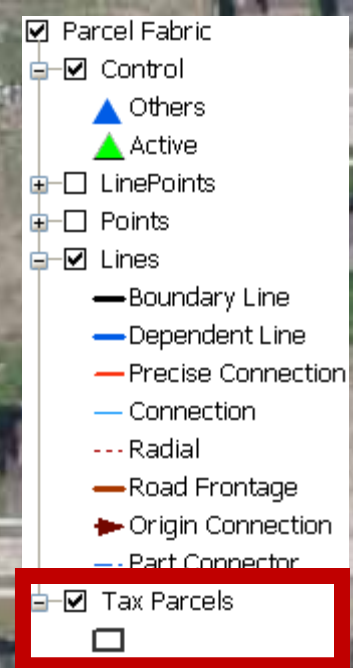 Parcel Fabric
Control
Others
Active
LinePoints
Points
Lines
Boundary Line
Dependent Line
Precise Connection
Connection
Radial
Road Frontage
Origin Connection
Part Connector
Tax Parcels